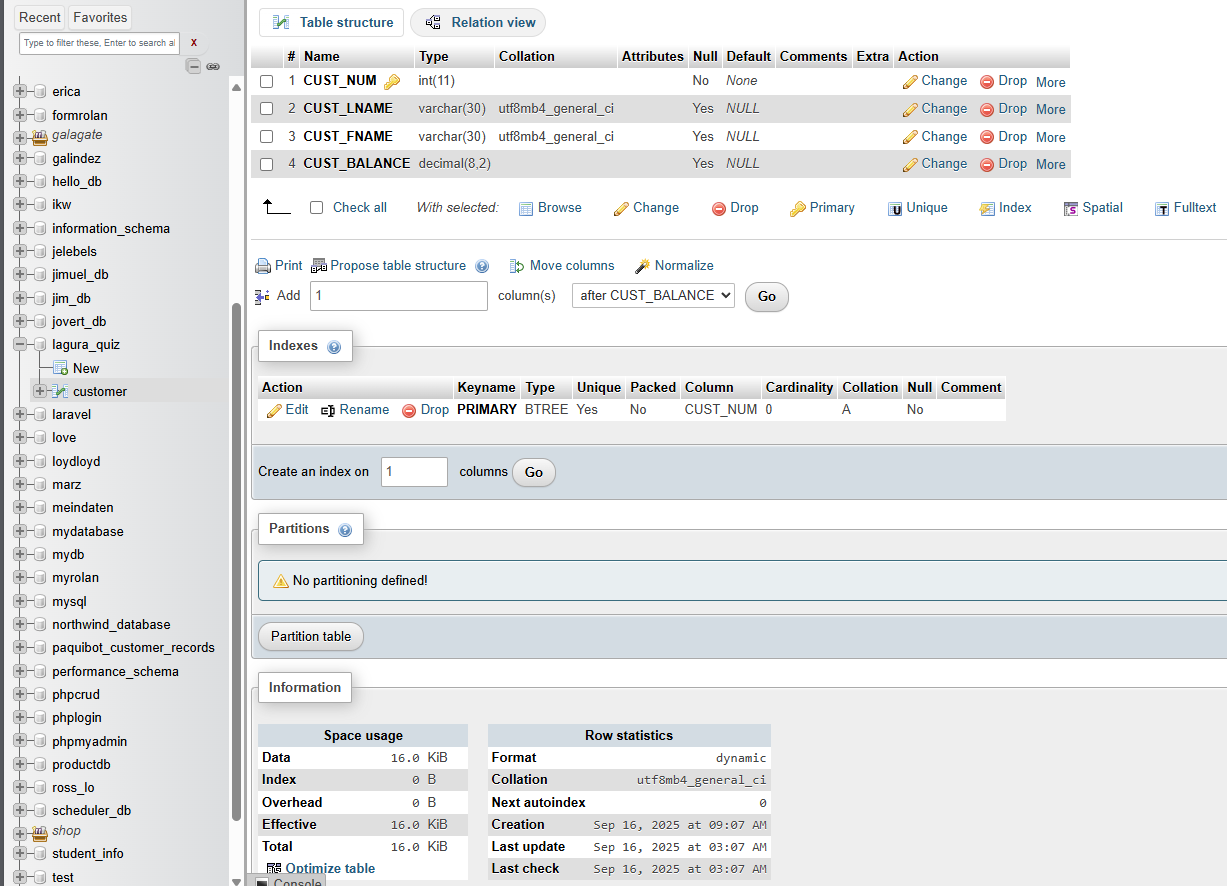 Recent Favorites
Type to filter these, Enter to search al X
erica
formrolan
galagate
galindez
hello_db
ikw
information_schema
jelebels
jimuel_db
jim_db
jovert_db
lagura_quiz
New
customer
laravel
love
loydloyd
marz
meindaten
mydatabase
mydb
myrolan
mysql
northwind_database
paquibot_customer_records
performance_schema
phpcrud
phplogin
phpmyadmin
productdb
ross_lo
scheduler_db
shop
student_info
test
Table structure Relation view
# Name Type Collation Attributes Null Default Comments Extra Action
1 CUST_NUM int(11) No None Change Drop More
2 CUST_LNAME varchar(30) utf8mb4_general_ci Yes NULL Change Drop More
3 CUST_FNAME varchar(30) utf8mb4_general_ci Yes NULL Change Drop More
4 CUST_BALANCE decimal(8,2) Yes NULL Change Drop More
Check all With selected: Browse Change Drop Primary Unique Index Spatial Fulltext
Print Propose table structure Move columns Normalize
Add 1 column(s) after CUST_BALANCE Go
Indexes
Action Keyname Type Unique Packed Column Cardinality Collation Null Comment
Edit Rename Drop PRIMARY BTREE Yes No CUST_NUM 0 A No
Create an index on 1 columns Go
Partitions
No partitioning defined!
Partition table
Information
Space usage
Data 16.0 KiB
Index 0 B
Overhead 0 B
Effective 16.0 KiB
Total 16.0 KiB
Optimize table
Row statistics
Format dynamic
Collation utf8mb4_general_ci
Next autoindex 0
Creation Sep 16, 2025 at 09:07 AM
Last update Sep 16, 2025 at 03:07 AM
Last check Sep 16, 2025 at 03:07 AM
Console